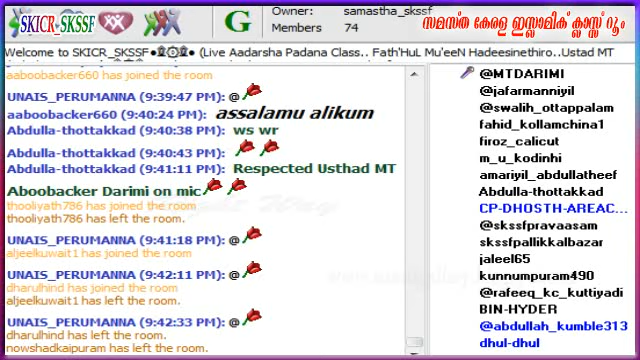 SKICR_SKSSF
G
Owner: samastha_skssf
Members 74
സമസ്ത കേരള ഇസ്ലാമിക് ക്ലാസ്സ് റൂം
Welcome to SKICR_SKSSF (Live Aadarsha Padana Class.. Fath'HuL Mu'eeN Hadeesinethiro..Ustad MT
aaboobacker660 has joined the room
UNAIS_PERUMANNA (9:39:47 PM): @
aaboobacker660 (9:40:24 PM): assalamu alikum
Abdulla-thottakkad (9:40:38 PM): ws wr
Abdulla-thottakkad (9:40:43 PM):
Abdulla-thottakkad (9:41:11 PM): Respected Usthad MT
Aboobacker Darimi on mic
thooliyath786 has joined the room
thooliyath786 has left the room.
UNAIS_PERUMANNA (9:41:18 PM): @
aljeelkuwait1 has joined the room
UNAIS_PERUMANNA (9:42:11 PM): @
dharulhind has joined the room
aljeelkuwait1 has left the room.
UNAIS_PERUMANNA (9:42:33 PM): @
dharulhind has left the room.
nowshadkaipuram has left the room.
@MTDARIMI
@jafarmanniyil
@swalih_ottappalam
fahid_kollamchina1
firoz_calicut
m_u_kodinhi
amariyil_abdullatheef
Abdulla-thottakkad
CP-DHOSTH-AREAC...
@skssfpravaasam
skssfpallikkalbazar
jaleel65
kunnumpuram490
@rafeeq_kc_kuttiyadi
BIN-HYDER
@abdullah_kumble313
dhul-dhul